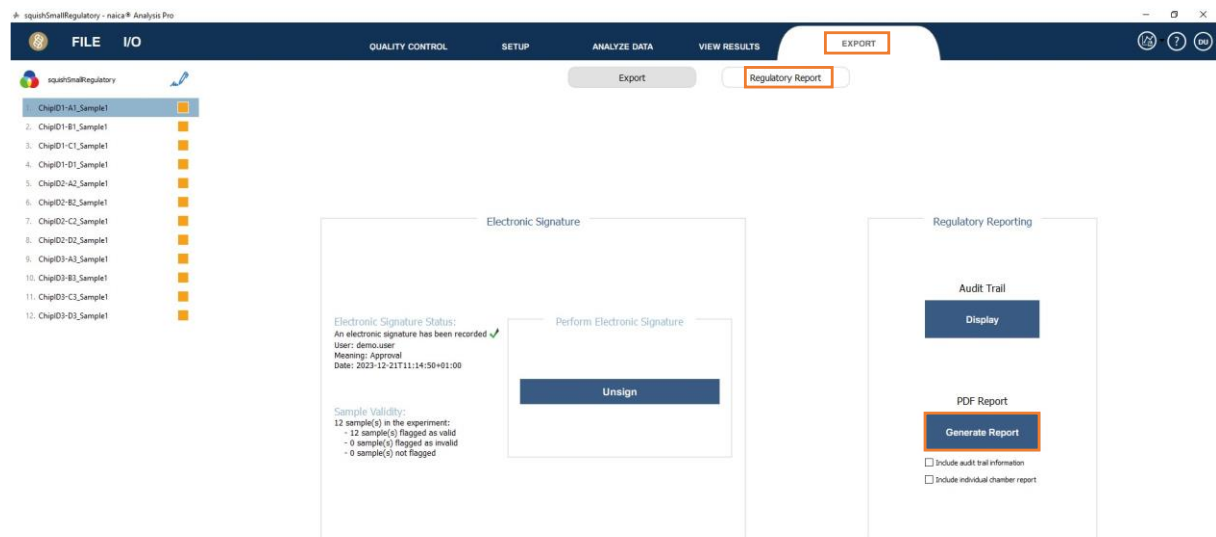 squishSmallRegulatory - naica® Analysis Pro
FILE I/O
QUALITY CONTROL SETUP ANALYZE DATA VIEW RESULTS EXPORT
? DU
squishSmallRegulatory
Export Regulatory Report
1. ChipID1-A1_Sample1
2. ChipID1-B1_Sample1
3. ChipID1-C1_Sample1
4. ChipID1-D1_Sample1
5. ChipID2-A2_Sample1
6. ChipID2-B2_Sample1
7. ChipID2-C2_Sample1
8. ChipID2-D2_Sample1
9. ChipID3-A3_Sample1
10. ChipID3-B3_Sample1
11. ChipID3-C3_Sample1
12. ChipID3-D3_Sample1
Electronic Signature
Electronic Signature Status:
An electronic signature has been recorded
User: demo.user
Meaning: Approval
Date: 2023-12-21T11:14:50+01:00
Sample Validity:
12 sample(s) in the experiment:
- 12 sample(s) flagged as valid
- 0 sample(s) flagged as invalid
- 0 sample(s) not flagged
Perform Electronic Signature
Unsign
Regulatory Reporting
Audit Trail
Display
PDF Report
Generate Report
Include audit trail information
Include individual chamber report